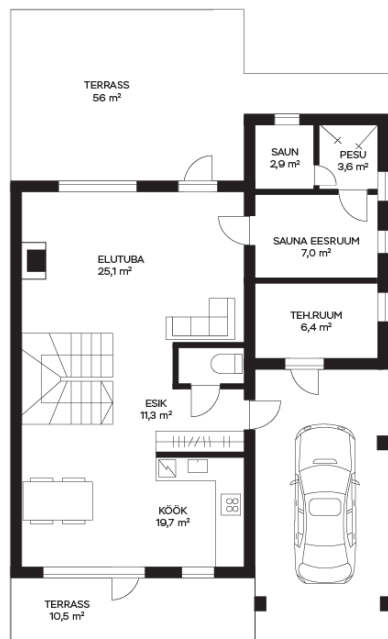 TERRASS
56 m²
SAUN
2,9 m²
PESU
3,6 m²
SAUNA EESRUUM
7,0 m²
ELUTUBA
25,1 m²
TEH.RUUM
6,4 m²
ESIK
11,3 m²
KÖÖK
19,7 m²
TERRASS
10,5 m²